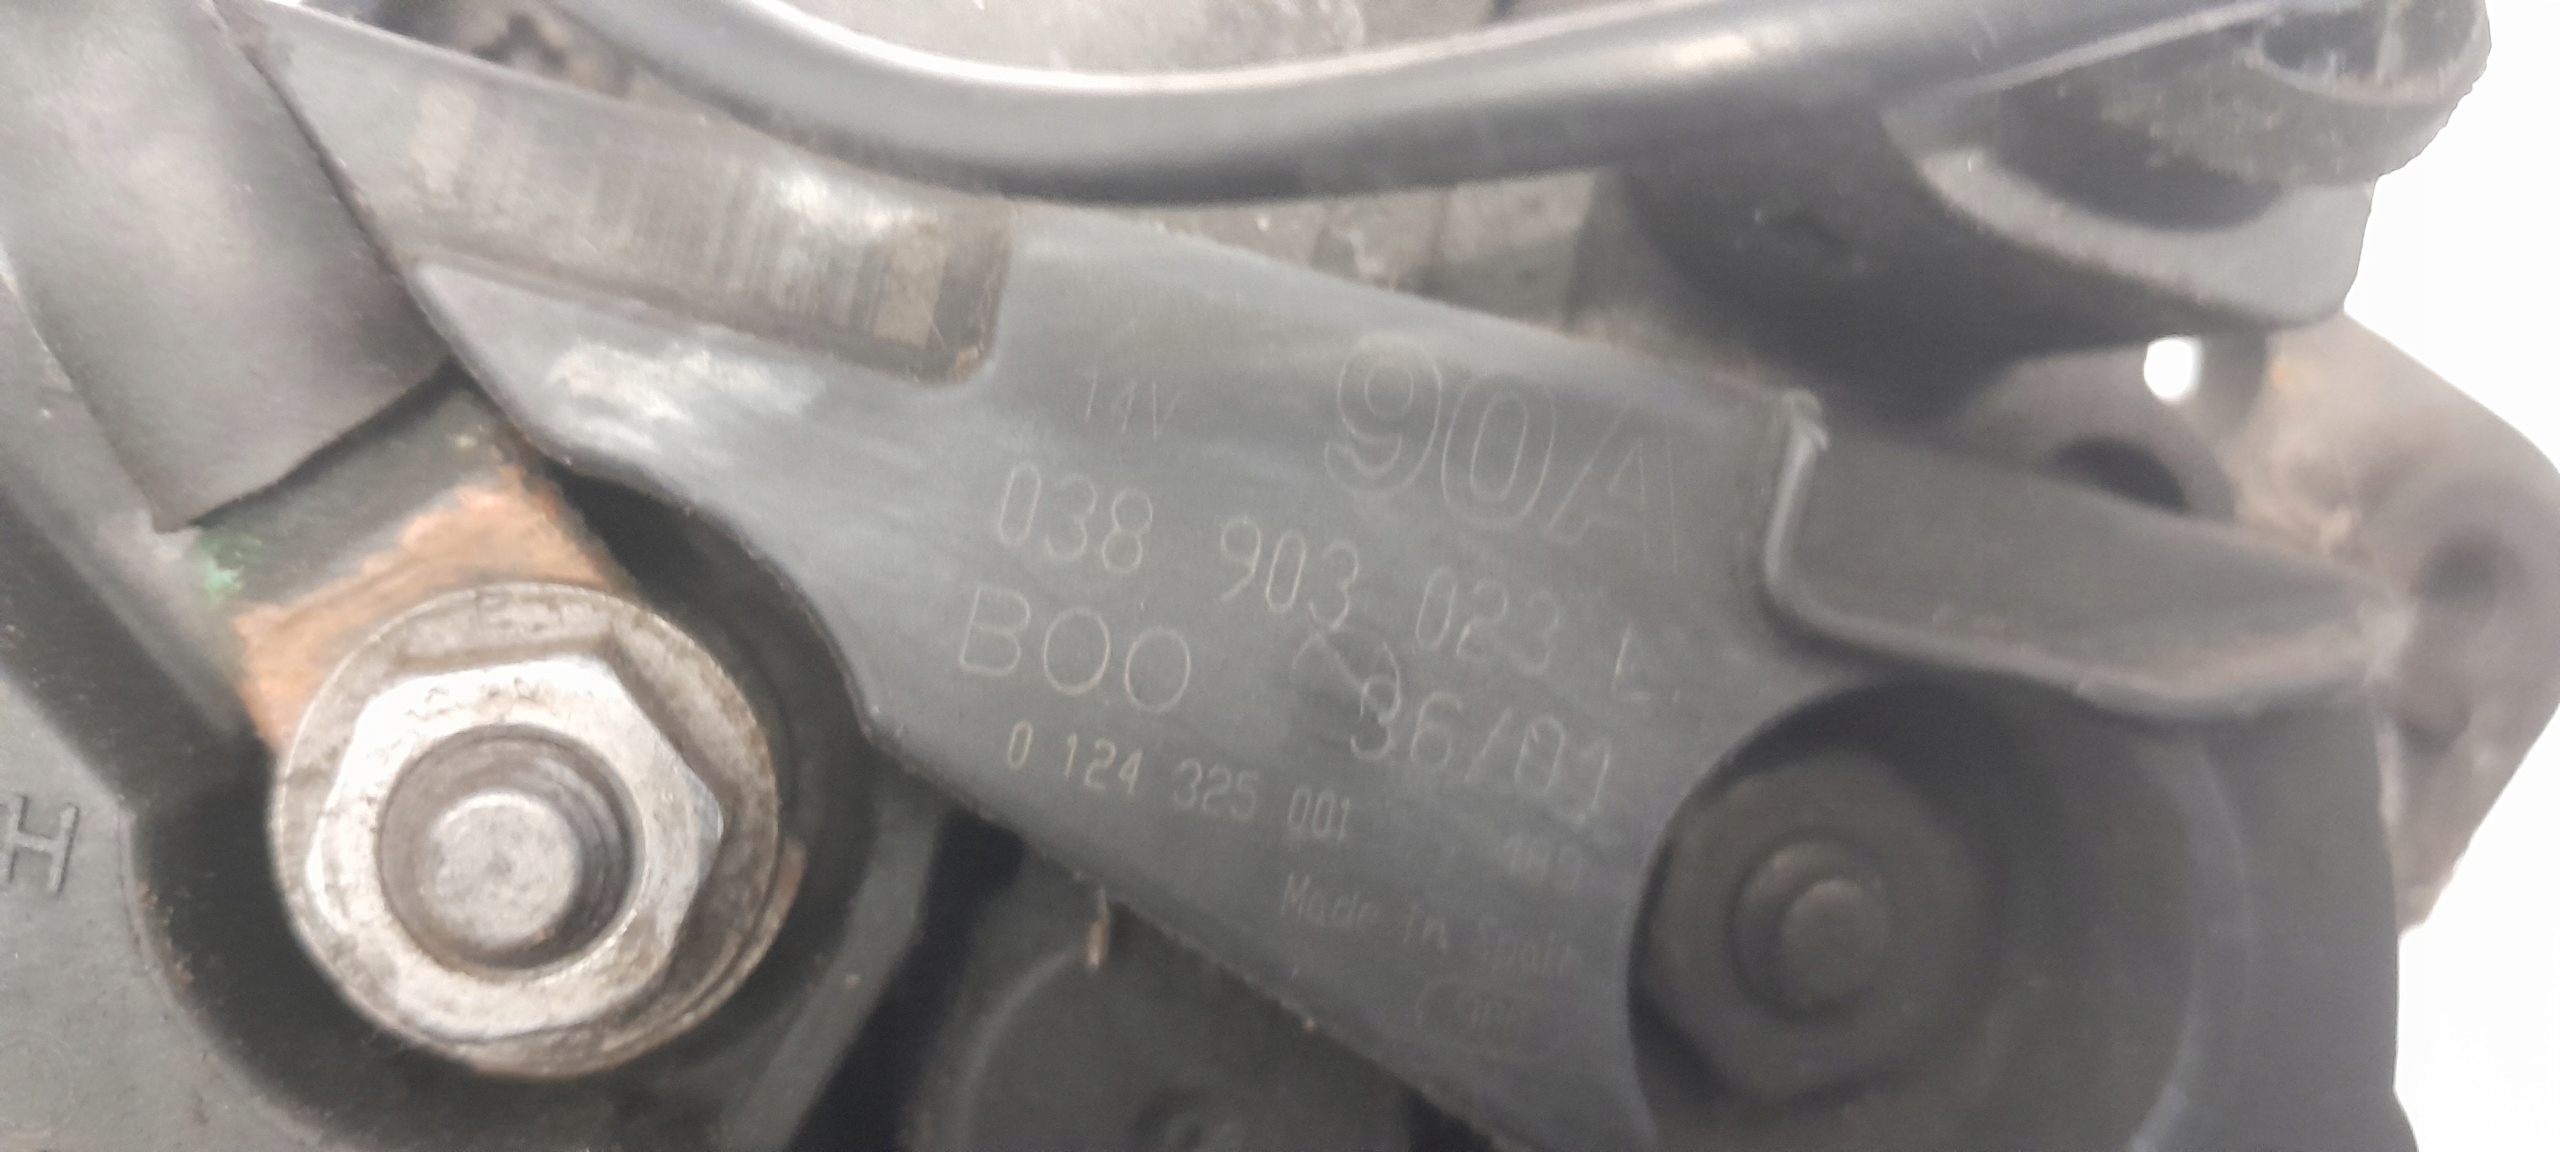 14V 90A
038 903 023 L
BOO 36/01
0 124 325 001
Made in Spain
H